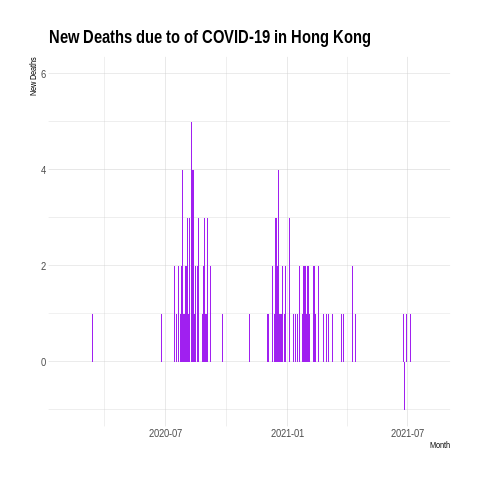 New Deaths due to of COVID-19 in Hong Kong
New Deaths
6
4
2
0
2020-07 2021-01 2021-07
Month